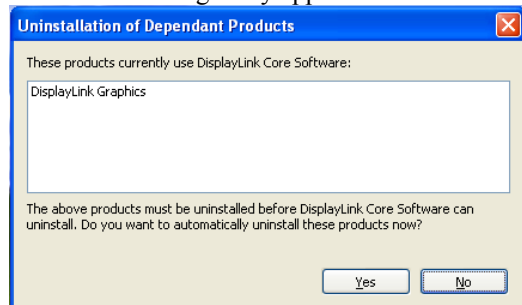 Uninstallation of Dependant Products
These products currently use DisplayLink Core Software:
DisplayLink Graphics
The above products must be uninstalled before DisplayLink Core Software can
uninstall. Do you want to automatically uninstall these products now?
Yes
No